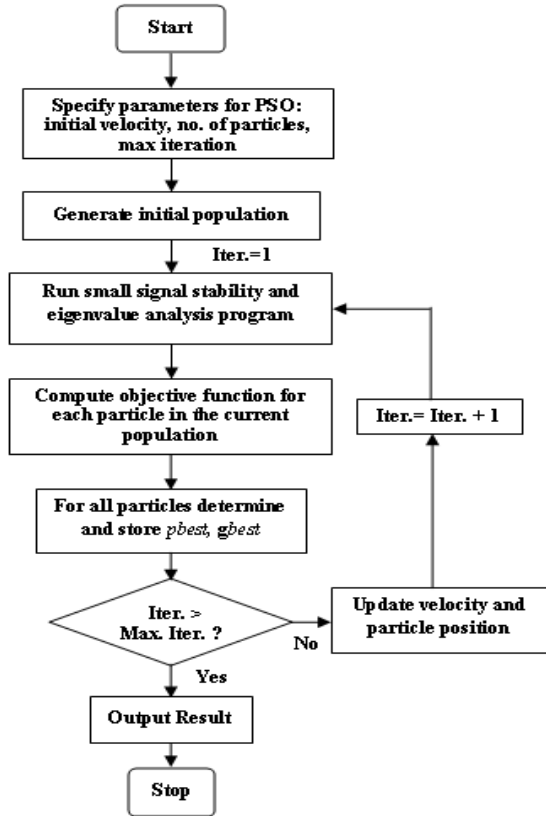 Start
Specify parameters for PSO:
initial velocity, no. of particles,
max iteration
Generate initial population
Iter.=1
Run small signal stability and
eigenvalue analysis program
Compute objective function for
each particle in the current
population
Iter.= Iter. + 1
For all particles determine
and store pbest, gbest
Iter. >
Max. Iter. ?
No
Update velocity and
particle position
Yes
Output Result
Stop